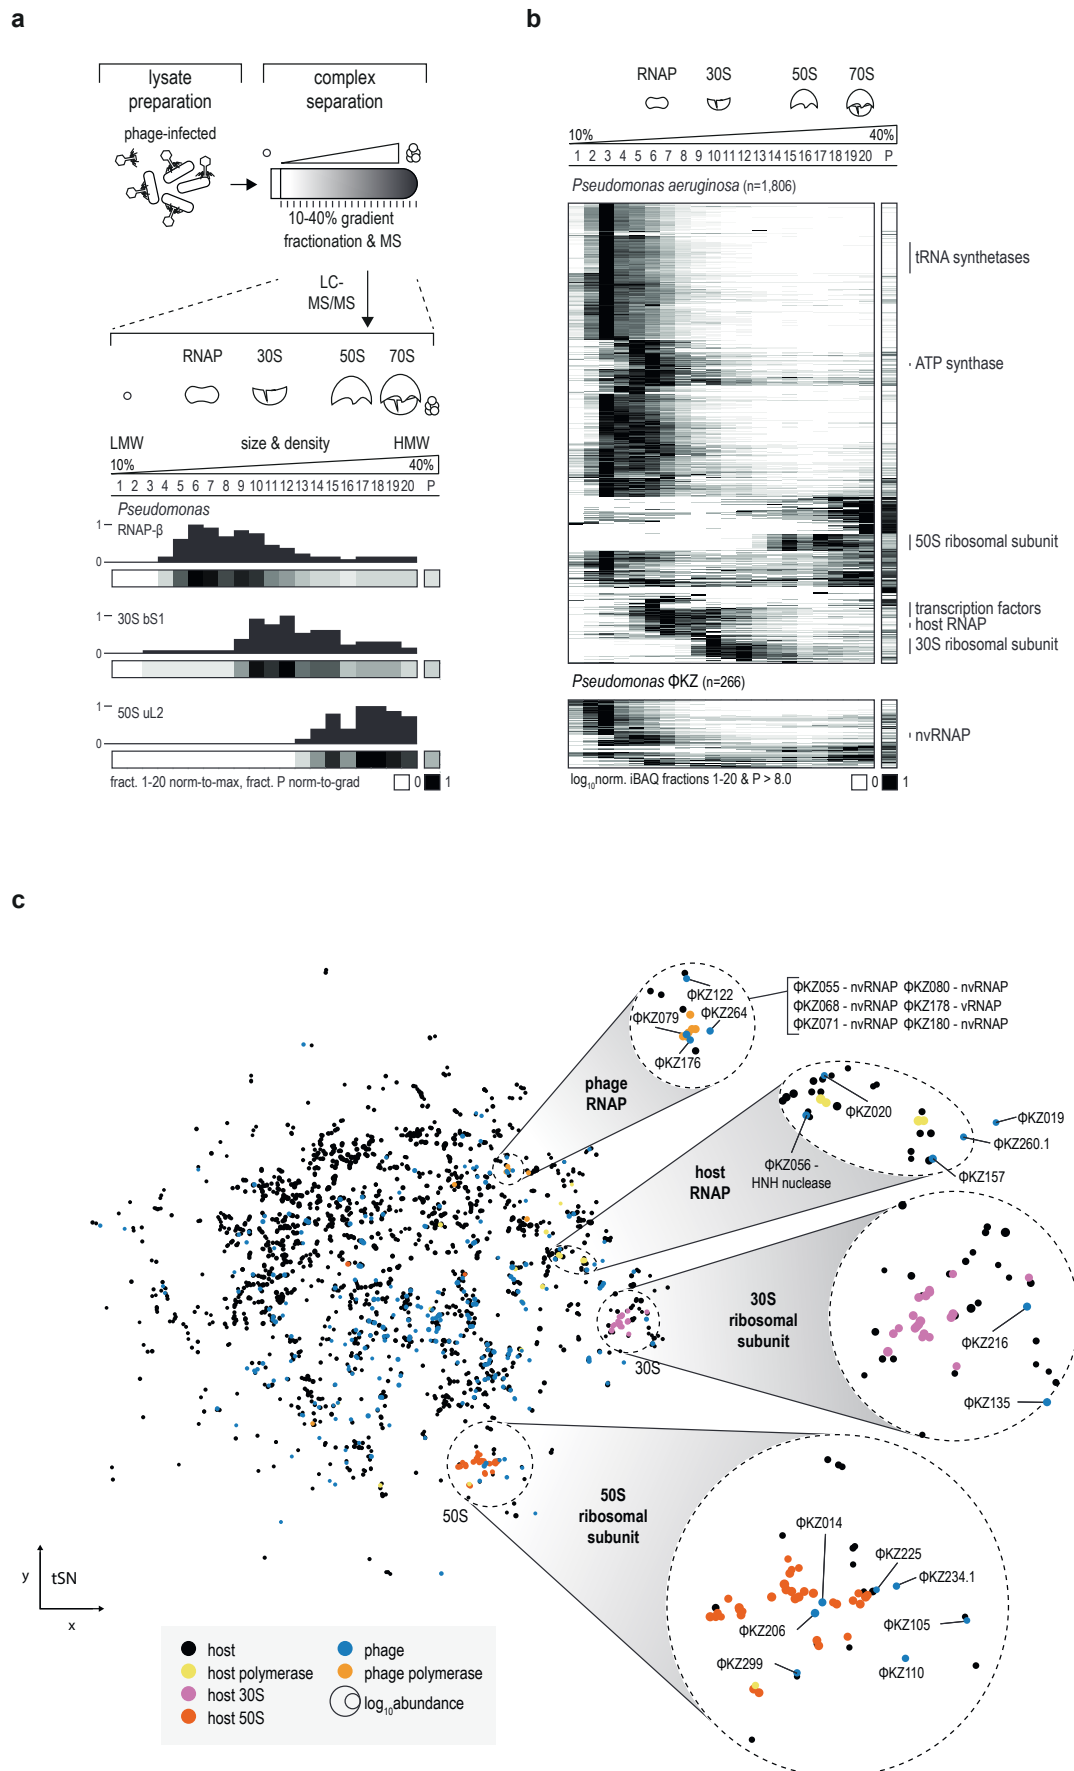 a
lysate
preparation
complex
separation
phage-infected
10-40% gradient
fractionation & MS
LC-
MS/MS
RNAP 30S 50S 70S
LMW size & density HMW
10% 40%
1 2 3 4 5 6 7 8 9 10 11 12 13 14 15 16 17 18 19 20 P
Pseudomonas
RNAP-β
1
0
30S bS1
1
0
50S uL2
1
0
fract. 1-20 norm-to-max, fract. P norm-to-grad 0 1
b
RNAP 30S 50S 70S
10% 40%
1 2 3 4 5 6 7 8 9 10 11 12 13 14 15 16 17 18 19 20 P
Pseudomonas aeruginosa (n=1,806)
tRNA synthetases
ATP synthase
50S ribosomal subunit
transcription factors
host RNAP
30S ribosomal subunit
Pseudomonas ΦKZ (n=266)
nvRNAP
log10norm. iBAQ fractions 1-20 & P > 8.0 0 1
c
phage
RNAP
ΦKZ122
ΦKZ079
ΦKZ264
ΦKZ176
ΦKZ055 - nvRNAP ΦKZ080 - nvRNAP
ΦKZ068 - nvRNAP ΦKZ178 - vRNAP
ΦKZ071 - nvRNAP ΦKZ180 - nvRNAP
host
RNAP
ΦKZ020
ΦKZ056 -
HNH nuclease
ΦKZ019
ΦKZ260.1
ΦKZ157
30S
ribosomal
subunit
ΦKZ216
ΦKZ135
30S
50S
50S
ribosomal
subunit
ΦKZ014
ΦKZ225
ΦKZ234.1
ΦKZ206
ΦKZ105
ΦKZ299
ΦKZ110
y
tSN
x
host
host polymerase
host 30S
host 50S
phage
phage polymerase
log10abundance